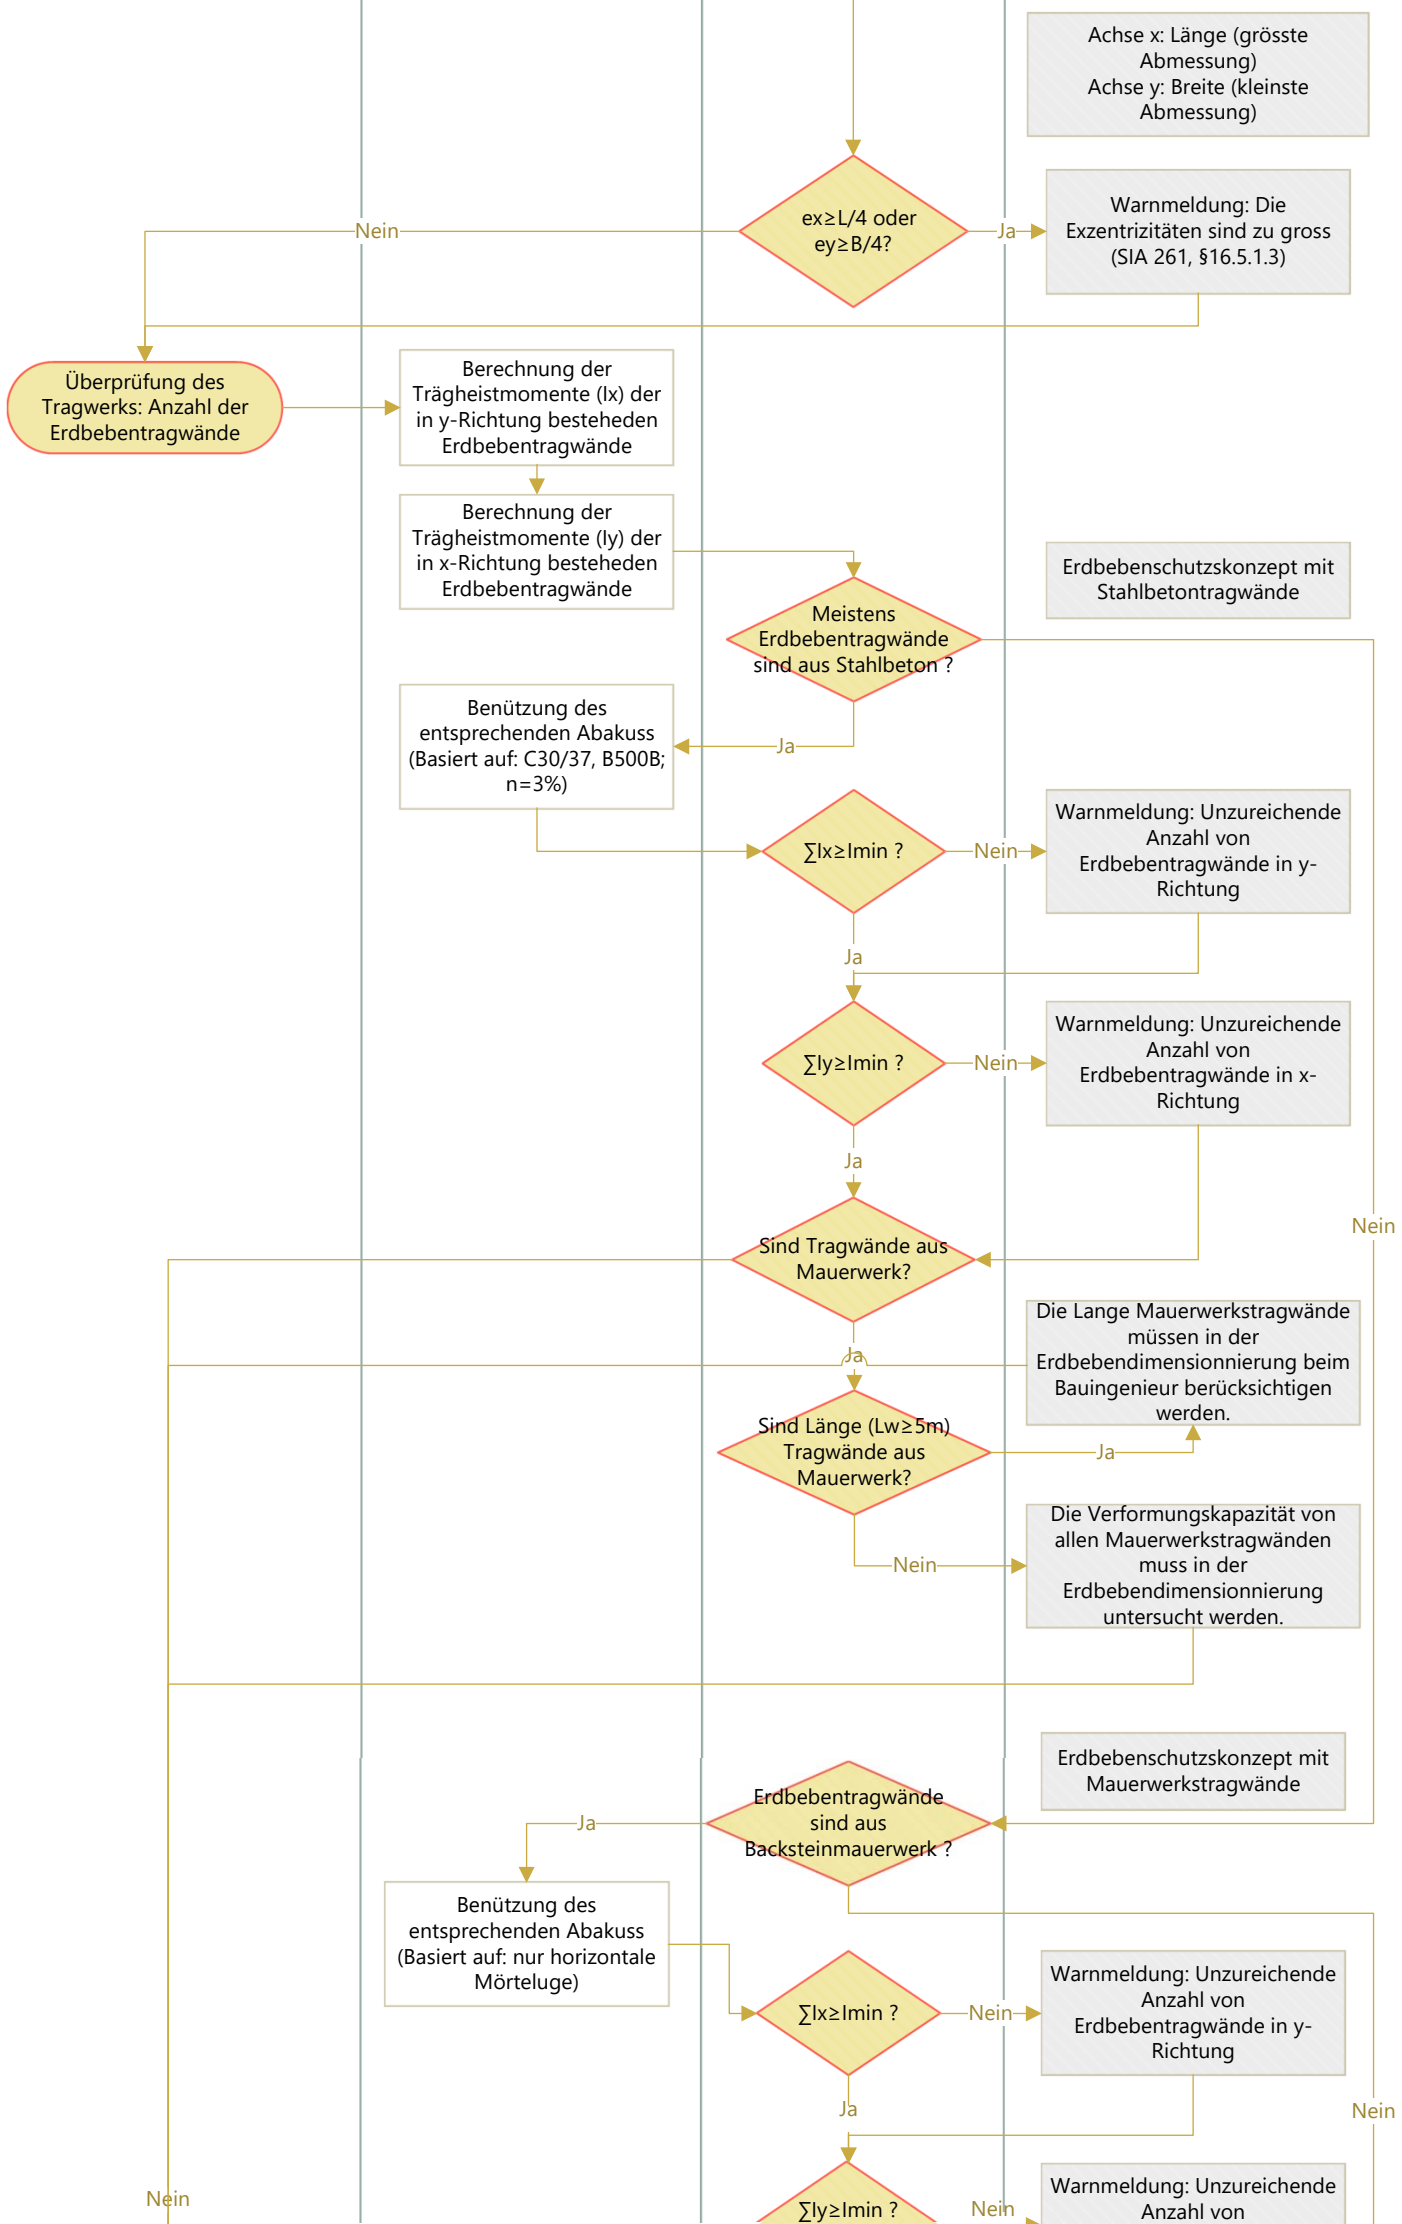 Achse x: Länge (grösste
Abmessung)
Achse y: Breite (kleinste
Abmessung)
ex≥L/4 oder
ey≥B/4?
Nein
Ja
Warnmeldung: Die
Exzentrizitäten sind zu gross
(SIA 261, §16.5.1.3)
Überprüfung des
Tragwerks: Anzahl der
Erdbebentragwände
Berechnung der
Trägheistmomente (Ix) der
in y-Richtung besteheden
Erdbebentragwände
Berechnung der
Trägheistmomente (Iy) der
in x-Richtung besteheden
Erdbebentragwände
Erdbebenschutzskonzept mit
Stahlbetontragwände
Meistens
Erdbebentragwände
sind aus Stahlbeton ?
Benützung des
entsprechenden Abakuss
(Basiert auf: C30/37, B500B;
n=3%)
Ja
∑Ix≥Imin ?
Nein
Warnmeldung: Unzureichende
Anzahl von
Erdbebentragwände in y-
Richtung
Ja
∑Iy≥Imin ?
Nein
Warnmeldung: Unzureichende
Anzahl von
Erdbebentragwände in x-
Richtung
Ja
Nein
Sind Tragwände aus
Mauerwerk?
Ja
Die Lange Mauerwerkstragwände
müssen in der
Erdbebendimensionnierung beim
Bauingenieur berücksichtigen
werden.
Sind Länge (Lw≥5m)
Tragwände aus
Mauerwerk?
Ja
Nein
Die Verformungskapazität von
allen Mauerwerkstragwänden
muss in der
Erdbebendimensionnierung
untersucht werden.
Erdbebenschutzskonzept mit
Mauerwerkstragwände
Erdbebentragwände
sind aus
Backsteinmauerwerk ?
Ja
Benützung des
entsprechenden Abakuss
(Basiert auf: nur horizontale
Mörteluge)
∑Ix≥Imin ?
Nein
Warnmeldung: Unzureichende
Anzahl von
Erdbebentragwände in y-
Richtung
Ja
Nein
Nein
∑Iy≥Imin ?
Nein
Warnmeldung: Unzureichende
Anzahl von